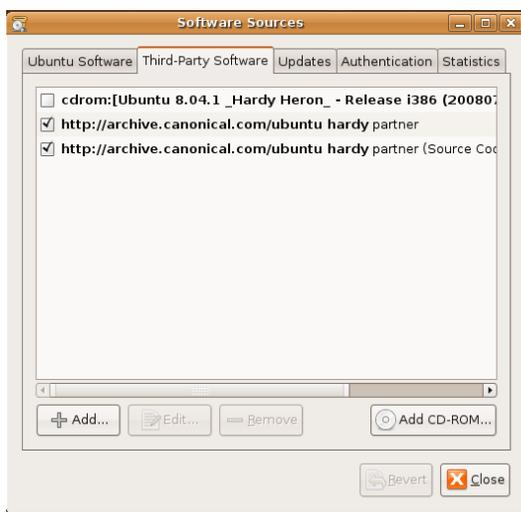 Software Sources
Ubuntu Software Third-Party Software Updates Authentication Statistics
cdrom:[Ubuntu 8.04.1 _Hardy Heron_ - Release i386 (200807
http://archive.canonical.com/ubuntu hardy partner
http://archive.canonical.com/ubuntu hardy partner (Source Cod
Add... Edit... Remove Add CD-ROM...
Revert Close